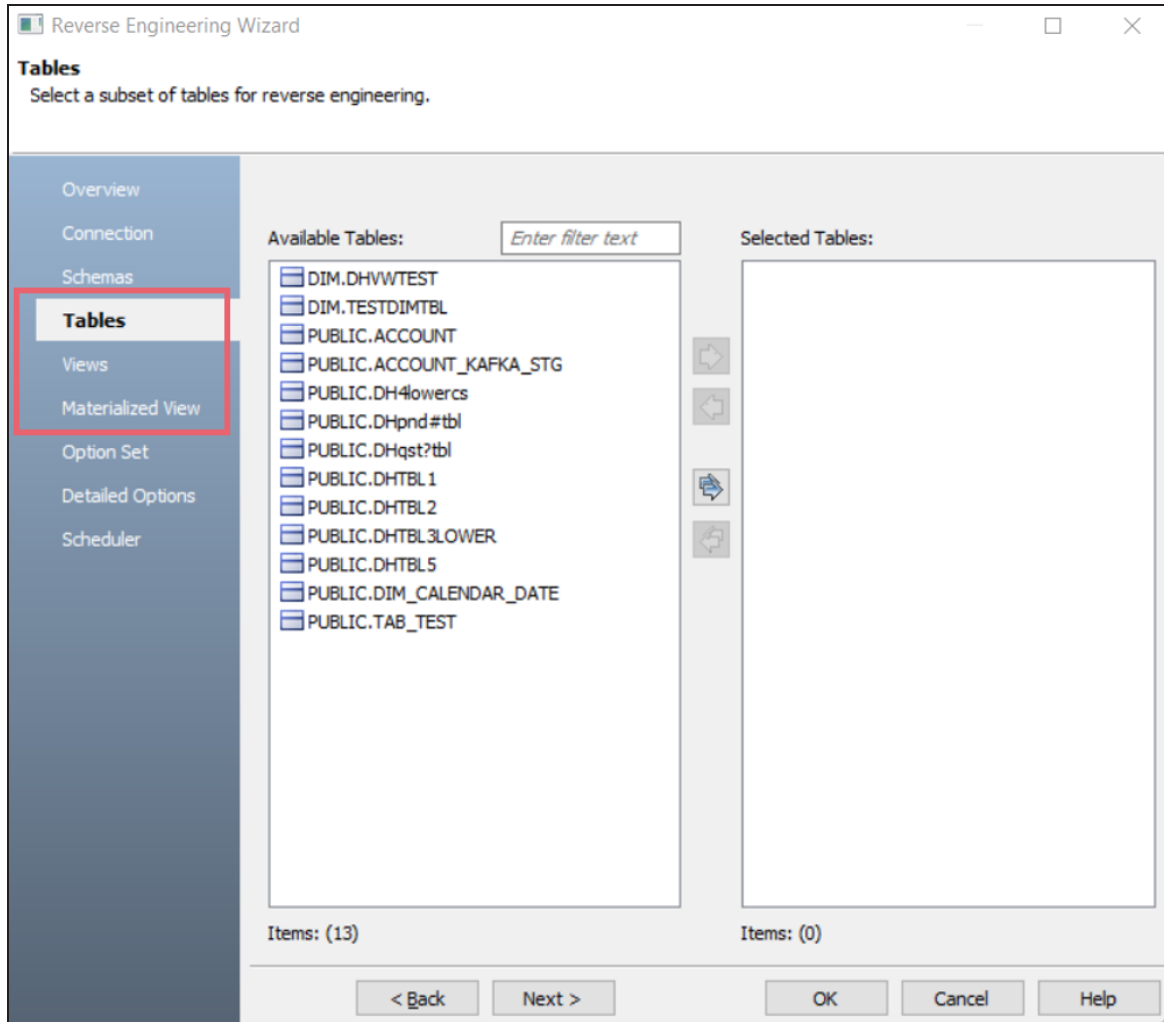 Reverse Engineering Wizard
Tables
Select a subset of tables for reverse engineering.
Overview
Connection
Schemas
Tables
Views
Materialized View
Option Set
Detailed Options
Scheduler
Available Tables:
Enter filter text
DIM.DHVWTEST
DIM.TESTDIMTBL
PUBLIC.ACCOUNT
PUBLIC.ACCOUNT_KAFKA_STG
PUBLIC.DH4lowercs
PUBLIC.DHpnd#tbl
PUBLIC.DHqst?tbl
PUBLIC.DHTBL1
PUBLIC.DHTBL2
PUBLIC.DHTBL3LOWER
PUBLIC.DHTBL5
PUBLIC.DIM_CALENDAR_DATE
PUBLIC.TAB_TEST
Items: (13)
Selected Tables:
Items: (0)
< Back
Next >
OK
Cancel
Help